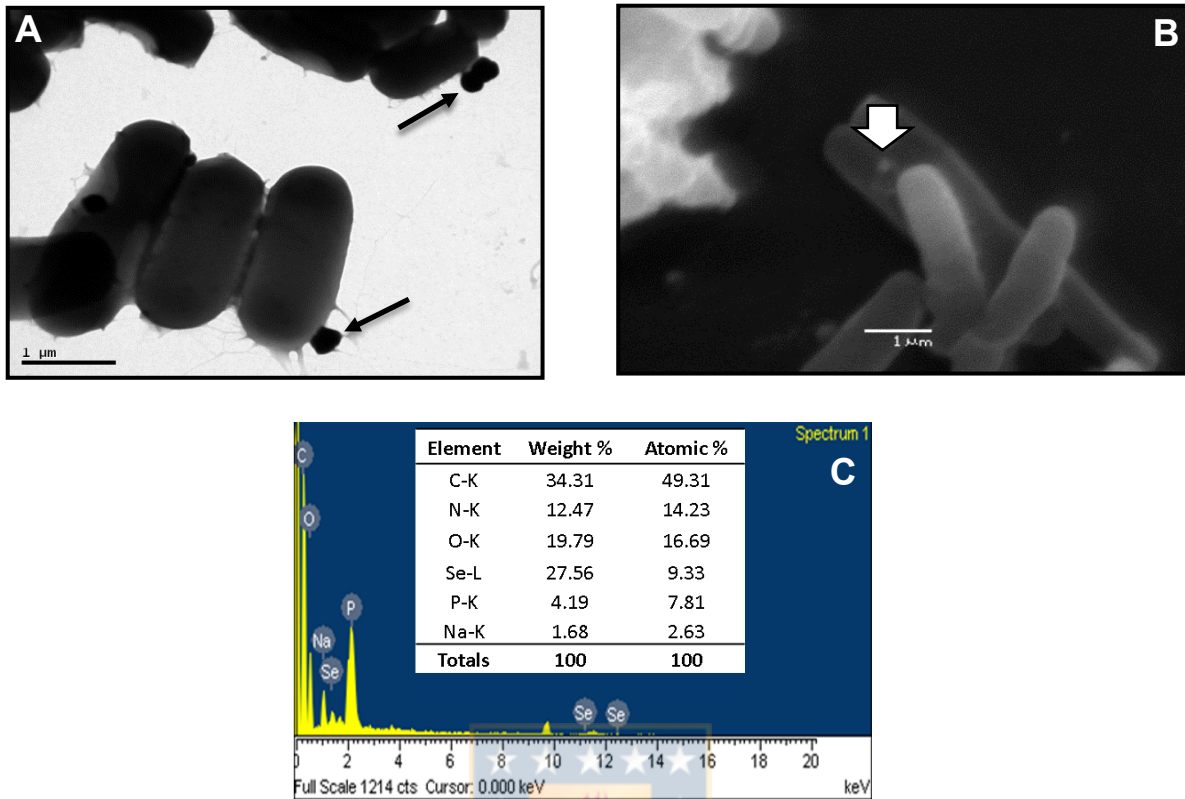 A
1 µm
B
1 µm
Spectrum 1
C
Element Weight % Atomic %
C-K 34.31 49.31
N-K 12.47 14.23
O-K 19.79 16.69
Se-L 27.56 9.33
P-K 4.19 7.81
Na-K 1.68 2.63
Totals 100 100
C
O
P
Na
Se
Se Se
0 2 4 6 8 10 12 14 16 18 20
Full Scale 1214 cts Cursor: 0.000 keV keV